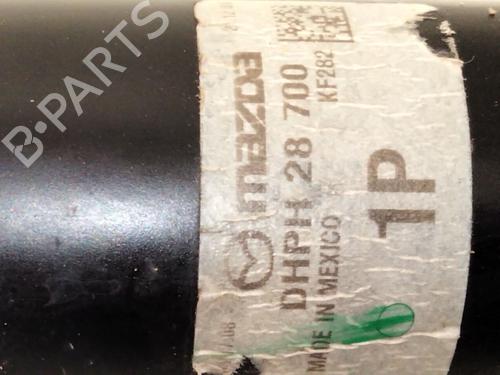 mazda
DHPH 28 700
MADE IN MEXICO
KF282
1P
B-PARTS